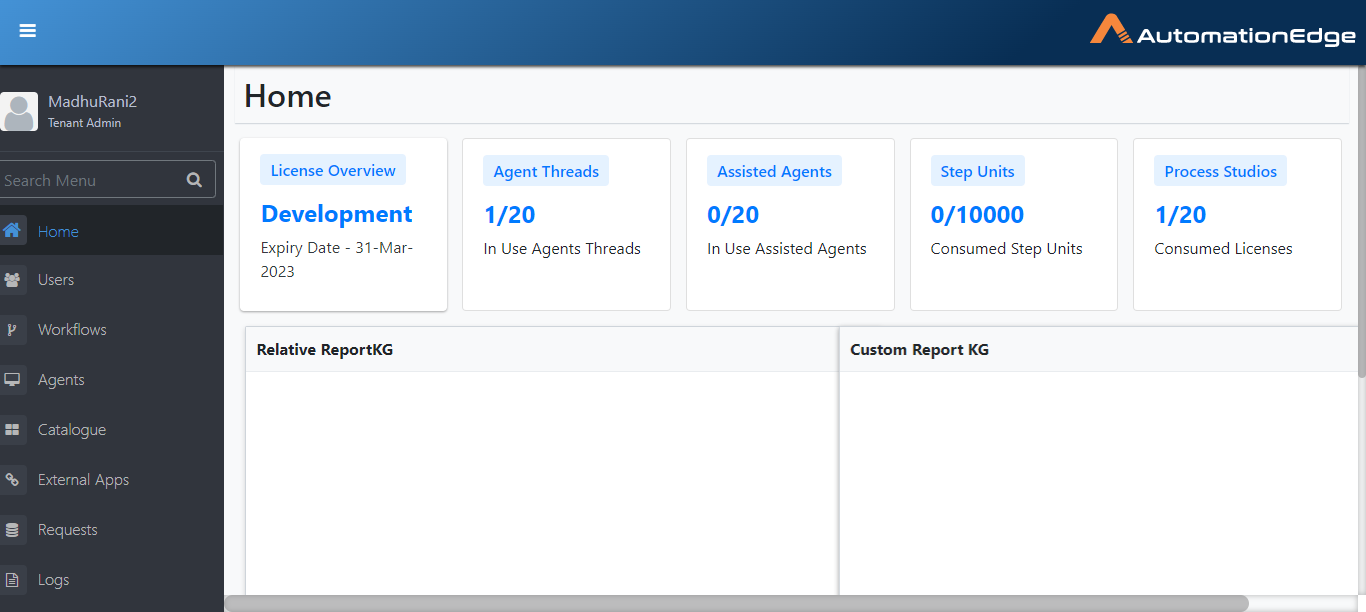 AutomationEdge
MadhuRani2
Tenant Admin
Search Menu
Home
Users
Workflows
Agents
Catalogue
External Apps
Requests
Logs
Home
License Overview
Development
Expiry Date - 31-Mar-
2023
Agent Threads
1/20
In Use Agents Threads
Assisted Agents
0/20
In Use Assisted Agents
Step Units
0/10000
Consumed Step Units
Process Studios
1/20
Consumed Licenses
Relative ReportKG
Custom Report KG